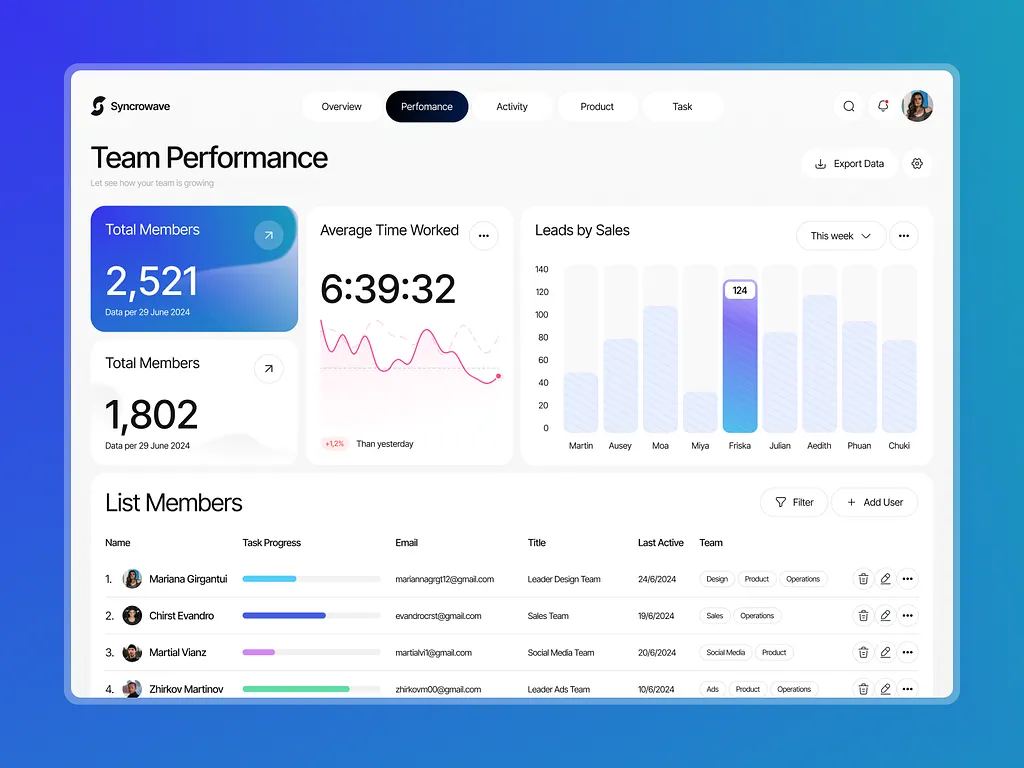 Syncrowave
Overview
Perfomance
Activity
Product
Task
Team Performance
Let see how your team is growing
Export Data
Total Members
2,521
Data per 29 June 2024
Total Members
1,802
Data per 29 June 2024
Average Time Worked
6:39:32
+1,2% Than yesterday
Leads by Sales
This week
140
120
100
80
60
40
20
0
124
Martin Ausey Moa Miya Friska Julian Aedith Phuan Chuki
List Members
Filter
Add User
Name Task Progress Email Title Last Active Team
1. Mariana Girgantui mariannagrgt12@gmail.com Leader Design Team 24/6/2024 Design Product Operations
2. Chirst Evandro evandrocrst@gmail.com Sales Team 19/6/2024 Sales Operations
3. Martial Vianz martialvi1@gmail.com Social Media Team 20/6/2024 Social Media Product
4. Zhirkov Martinov zhirkovm00@gmail.com Leader Ads Team 10/6/2024 Ads Product Operations